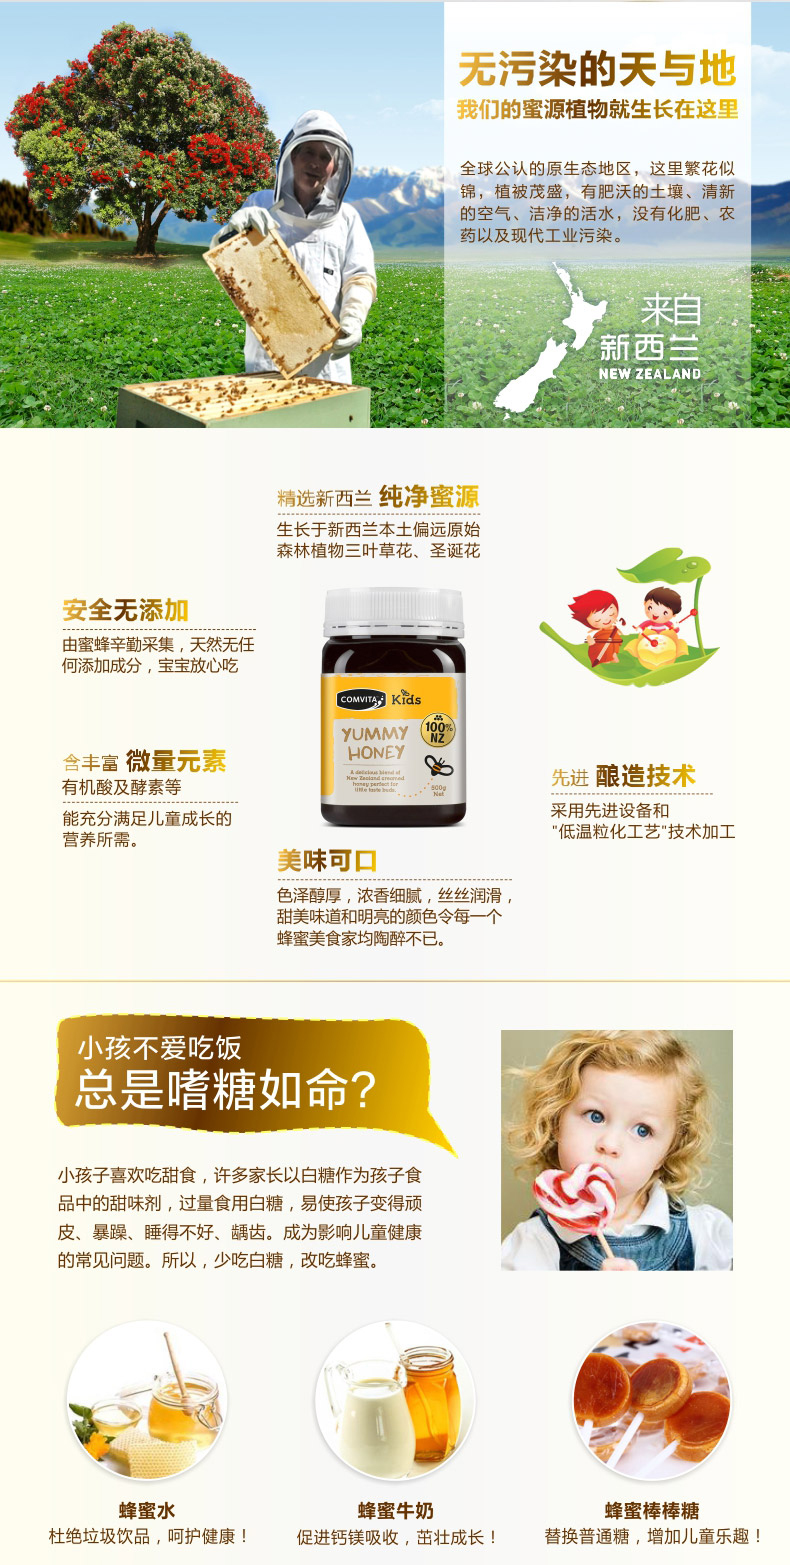 无污染的天与地
我们的蜜源植物就生长在这里
全球公认的原生态地区，这里繁花似
锦，植被茂盛，有肥沃的土壤、清新
的空气、洁净的活水，没有化肥、农
药以及现代工业污染。
来自
新西兰
NEW ZEALAND
精选新西兰 纯净蜜源
生长于新西兰本土偏远原始
森林植物三叶草花、圣诞花
安全无添加
由蜜蜂辛勤采集，天然无任
何添加成分，宝宝放心吃
含丰富 微量元素
有机酸及酵素等
能充分满足儿童成长的
营养所需。
COMVITA Kids
YUMMY
HONEY
100%
NZ
A delicious blend of
New Zealand creamed
honey perfect for
little taste buds.
500g
Net
先进 酿造技术
采用先进设备和
"低温粒化工艺"技术加工
美味可口
色泽醇厚，浓香细腻，丝丝润滑，
甜美味道和明亮的颜色令每一个
蜂蜜美食家均陶醉不已。
小孩不爱吃饭
总是嗜糖如命?
小孩子喜欢吃甜食，许多家长以白糖作为孩子食
品中的甜味剂，过量食用白糖，易使孩子变得顽
皮、暴躁、睡得不好、龋齿。成为影响儿童健康
的常见问题。所以，少吃白糖，改吃蜂蜜。
蜂蜜水
杜绝垃圾饮品，呵护健康！
蜂蜜牛奶
促进钙镁吸收，茁壮成长！
蜂蜜棒棒糖
替换普通糖，增加儿童乐趣！